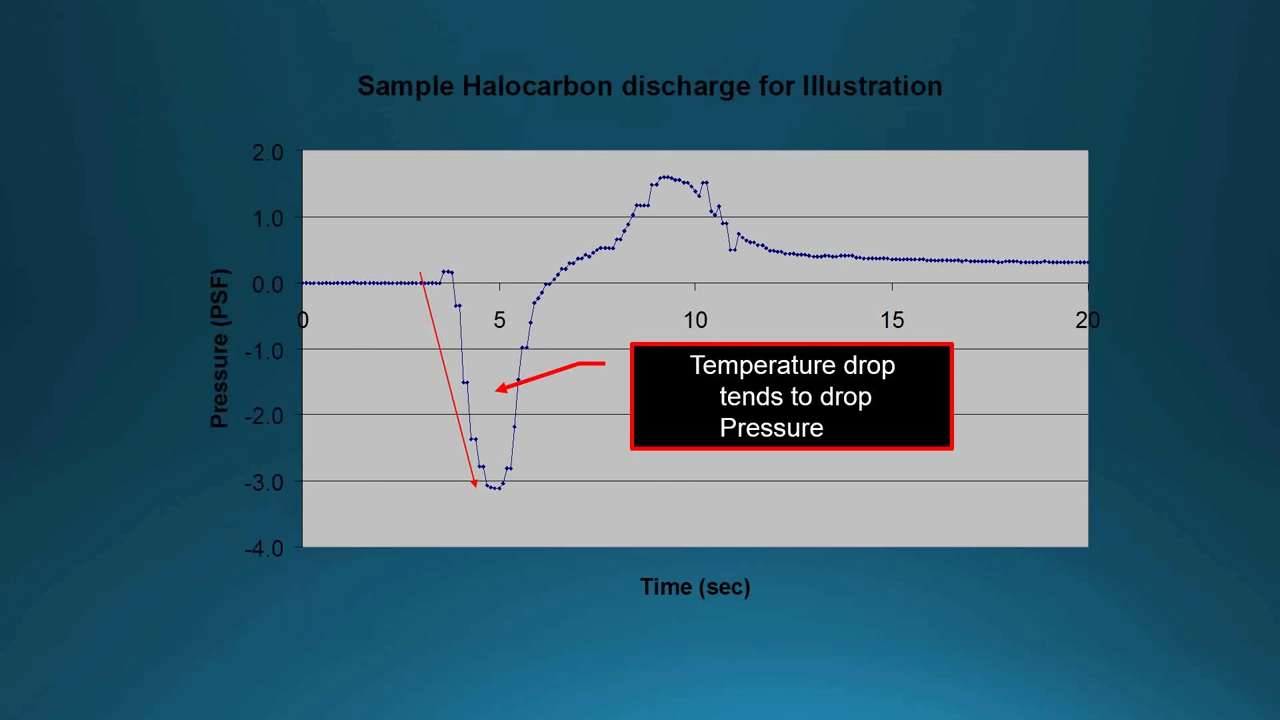 Sample Halocarbon discharge for Illustration
2.0
1.0
0.0
-1.0
-2.0
-3.0
-4.0
Pressure (PSF)
0 5 10 15 20
Temperature drop
tends to drop
Pressure
Time (sec)